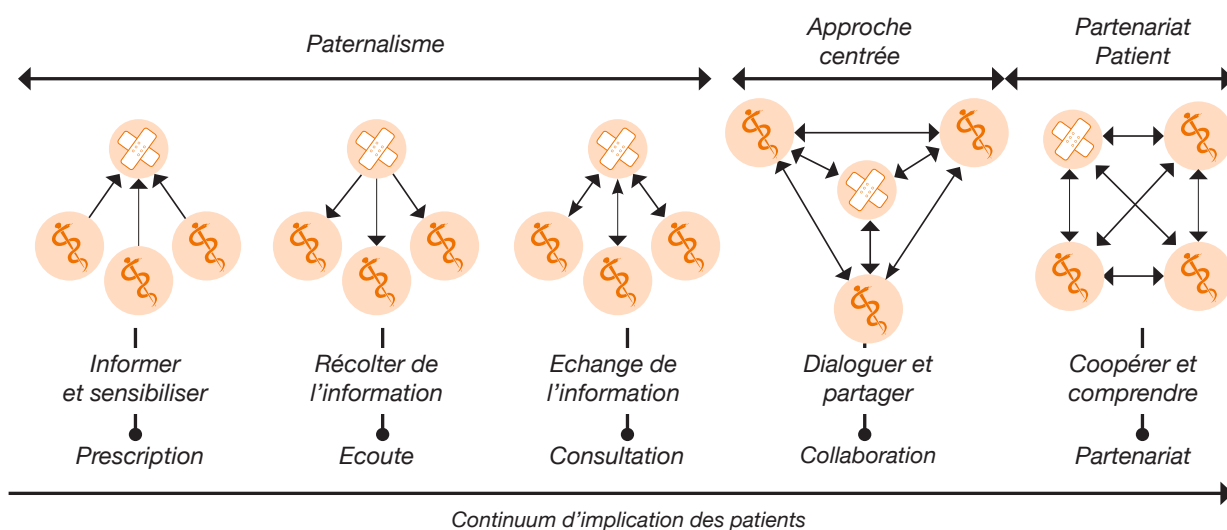 Paternalisme
Approche
centrée
Partenariat
Patient
Informer
et sensibiliser
Récolter de
l’information
Echange de
l’information
Dialoguer et
partager
Coopérer et
comprendre
Prescription
Ecoute
Consultation
Collaboration
Partenariat
Continuum d’implication des patients